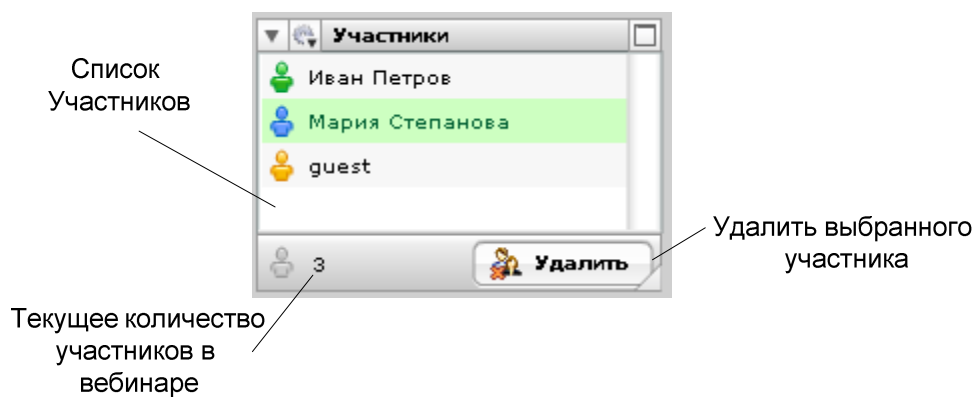 Участники
Иван Петров
Мария Степанова
guest
3
Удалить
Список
Участников
Удалить выбранного
участника
Текущее количество
участников в
вебинаре